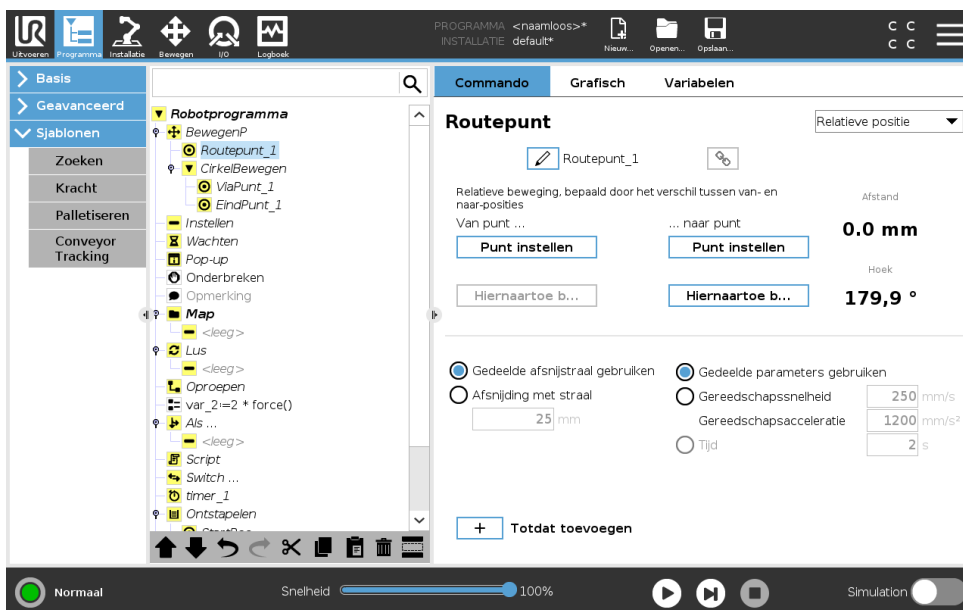 UR
PROGRAMMA <naamloos>*
INSTALLATIE default*
Uitvoeren Programma Installatie Bewegen I/O Logboek
Nieuw... Openen... Opslaan...
C C
C C
Basis
Geavanceerd
Sjablonen
Zoeken
Kracht
Palletiseren
Conveyor
Tracking
Robotprogramma
BewegenP
Routepunt_1
CirkelBewegen
ViaPunt_1
EindPunt_1
Instellen
Wachten
Pop-up
Onderbreken
Opmerking
Map
<leeg>
Lus
<leeg>
Oproepen
var_2:=2 * force()
Als ...
<leeg>
Script
Switch ...
timer_1
Ontstapelen
Commando Grafisch Variabelen
Routepunt
Relatieve positie
Routepunt_1
Relatieve beweging, bepaald door het verschil tussen van- en
naar-posities
Van punt ... ... naar punt
Punt instellen Punt instellen
Hiernaartoe b... Hiernaartoe b...
Afstand
0.0 mm
Hoek
179,9 °
Gedeelde afsnijstraal gebruiken
Afsnijding met straal
25 mm
Gedeelde parameters gebruiken
Gereedschapssnelheid 250 mm/s
Gereedschapsacceleratie 1200 mm/s²
Tijd 2 s
+ Totdat toevoegen
Normaal
Snelheid 100%
Simulation